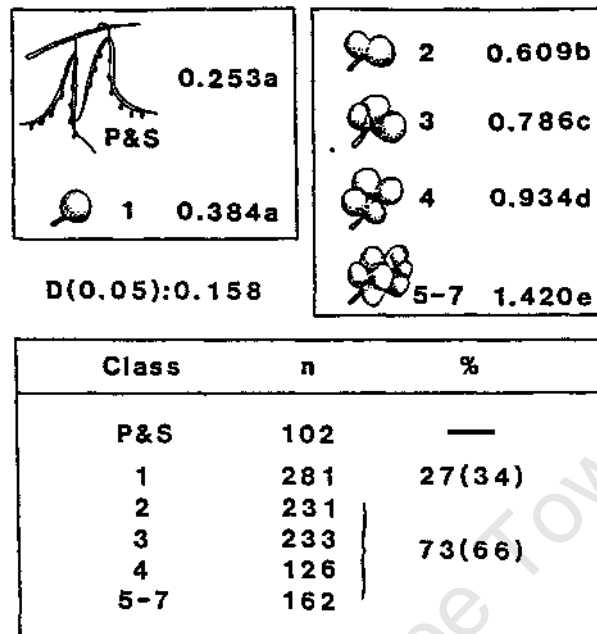 0.253a
P&S
1 0.384a
D(0.05):0.158
2 0.609b
3 0.786c
4 0.934d
5-7 1.420e
Class n %
P&S 102 —
1 281 27(34)
2 231
3 233 73(66)
4 126
5-7 162